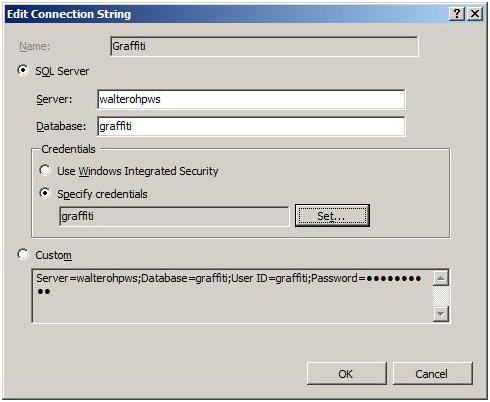 Edit Connection String
Name: Graffiti
SQL Server
Server: walterohpws
Database: graffiti
Credentials
Use Windows Integrated Security
Specify credentials
graffiti Set...
Custom
Server=walterohpws;Database=graffiti;User ID=graffiti;Password=●●●●●●●●
●●
OK Cancel